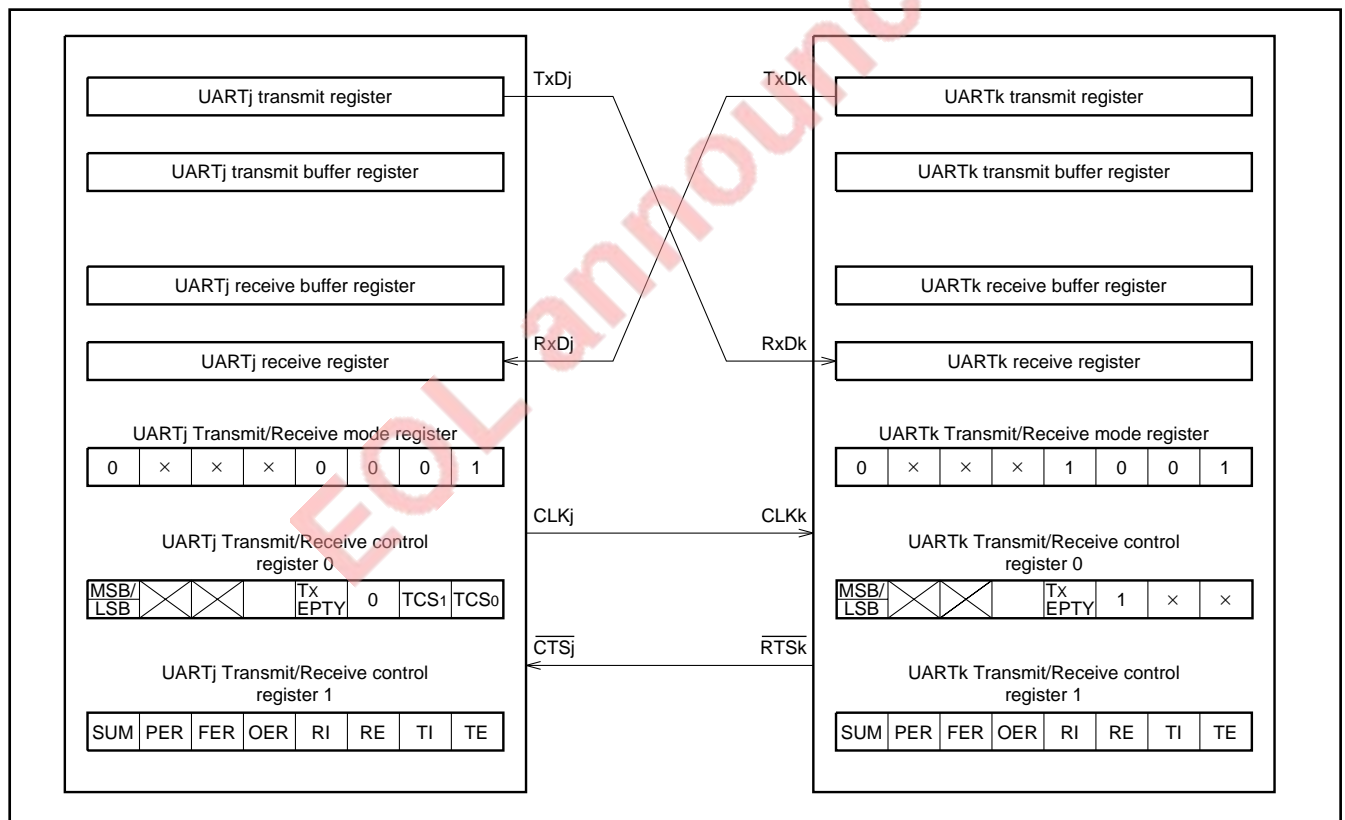 TxDj
TxDk
UARTj transmit register
UARTk transmit register
UARTj transmit buffer register
UARTk transmit buffer register
UARTj receive buffer register
UARTk receive buffer register
RxDj
RxDk
UARTj receive register
UARTk receive register
UARTj Transmit/Receive mode register
UARTk Transmit/Receive mode register
0 × × × 0 0 0 1
0 × × × 1 0 0 1
CLKj
CLKk
UARTj Transmit/Receive control
register 0
UARTk Transmit/Receive control
register 0
MSB/
LSB
Tx
EPTY
0 TCS1 TCS0
MSB/
LSB
Tx
EPTY
1 × ×
CTSj
RTSk
UARTj Transmit/Receive control
register 1
UARTk Transmit/Receive control
register 1
SUM PER FER OER RI RE TI TE
SUM PER FER OER RI RE TI TE
EOL announc